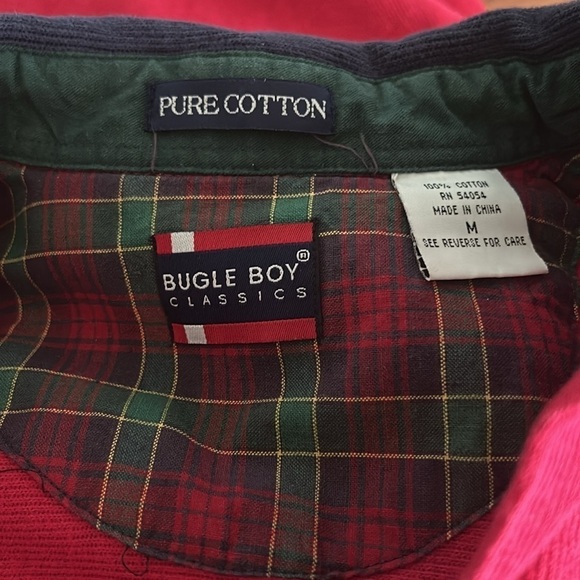 PURE COTTON
100% COTTON
RN 54054
MADE IN CHINA
M
SEE REVERSE FOR CARE
BUGLE BOY®
CLASSICS